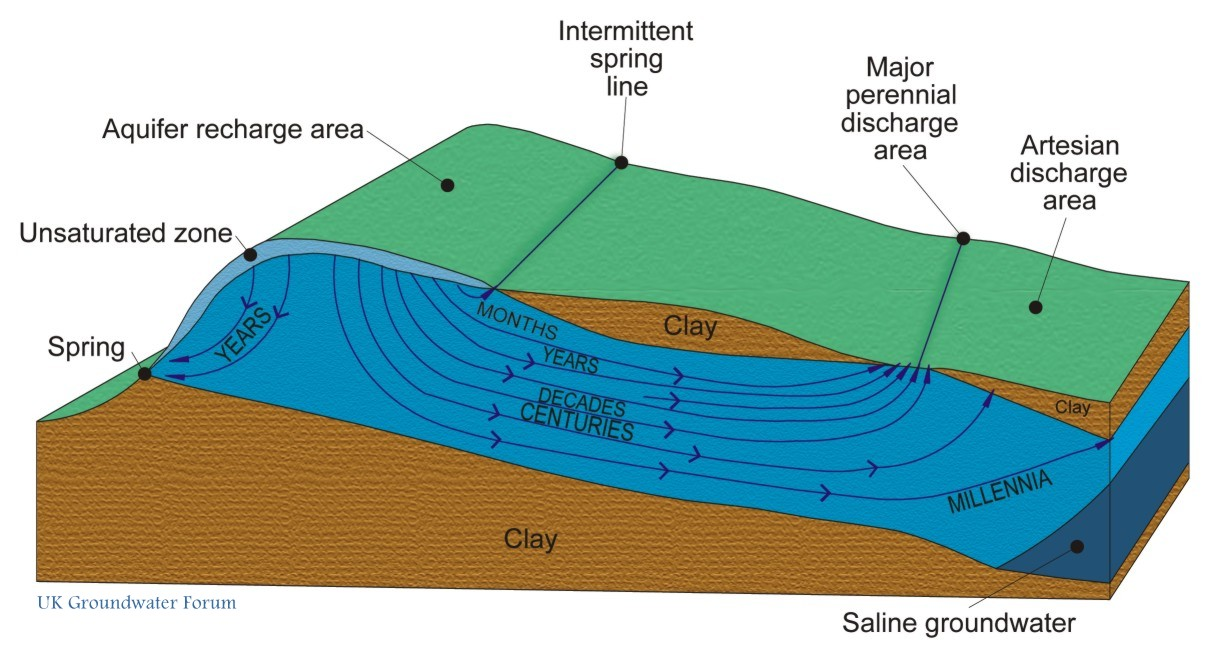 Intermittent
spring
line
Major
perennial
discharge
area
Aquifer recharge area
Artesian
discharge
area
Unsaturated zone
Spring
YEARS
MONTHS
Clay
YEARS
DECADES
CENTURIES
Clay
MILLENNIA
Clay
UK Groundwater Forum
Saline groundwater